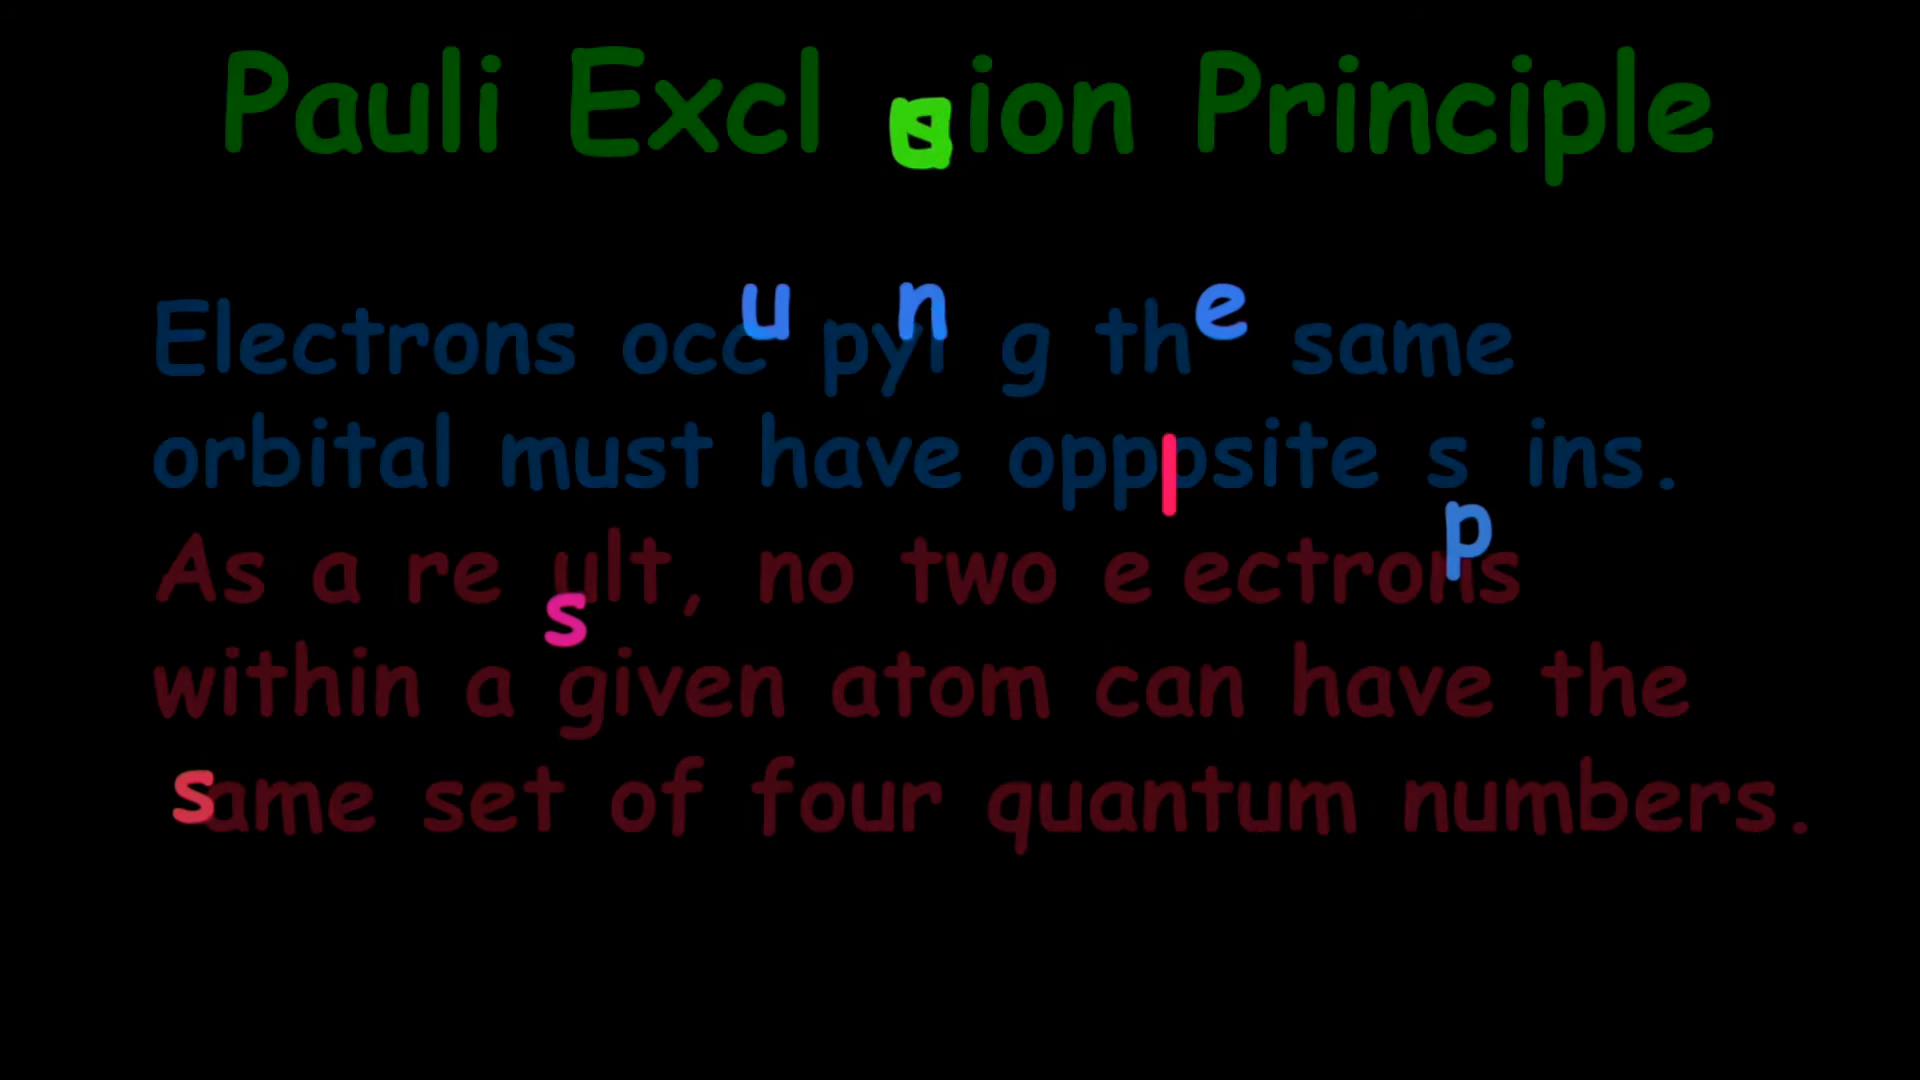 Pauli Exclusion Principle
Electrons occupying the same
orbital must have opposite spins.
As a result, no two electrons
within a given atom can have the
same set of four quantum numbers.